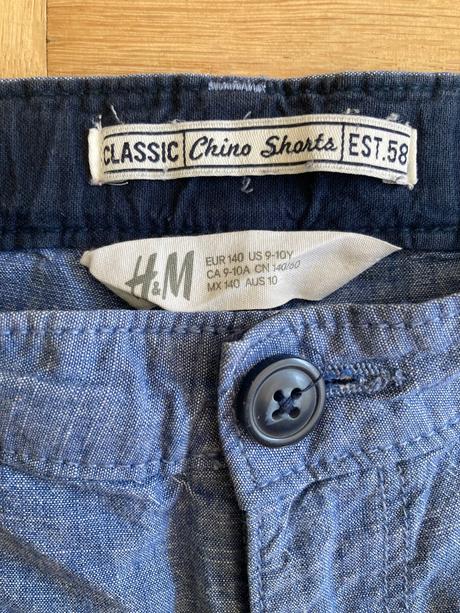 CLASSIC Chino Shorts EST.58
H&M
EUR 140 US 9-10Y
CA 9-10A CN 140/60
MX 140 AUS 10